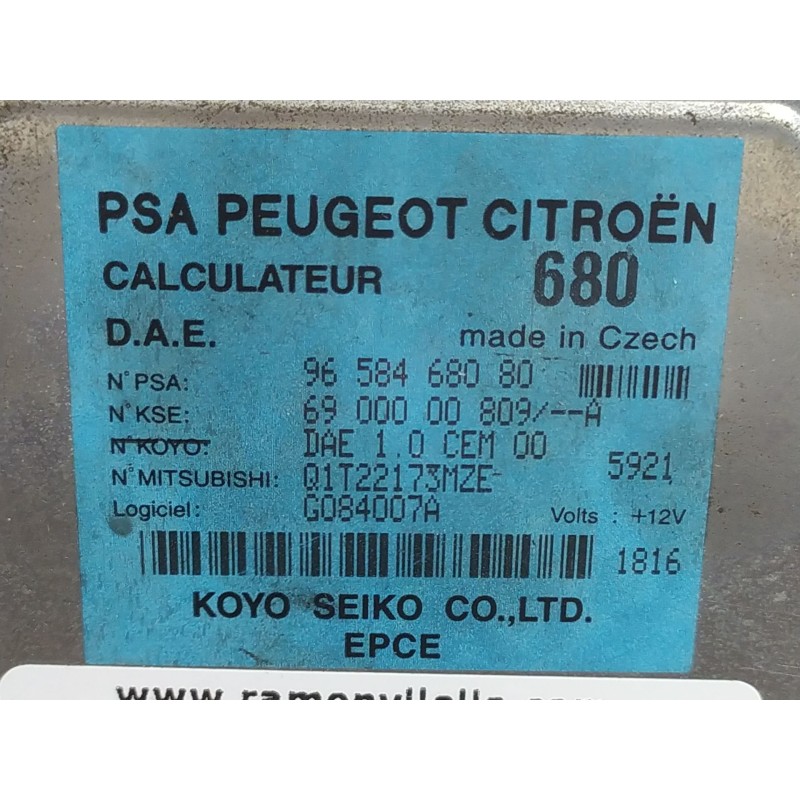 PSA PEUGEOT CITROËN
CALCULATEUR 680
D.A.E. made in Czech
N° PSA: 96 584 680 80
N° KSE: 69 000 00 809/--A
N° KOYO: DAE 1.0 CEM 00
N° MITSUBISHI: Q1T22173MZE- 5921
Logiciel: G084007A Volts : +12V
1816
KOYO SEIKO CO.,LTD.
EPCE